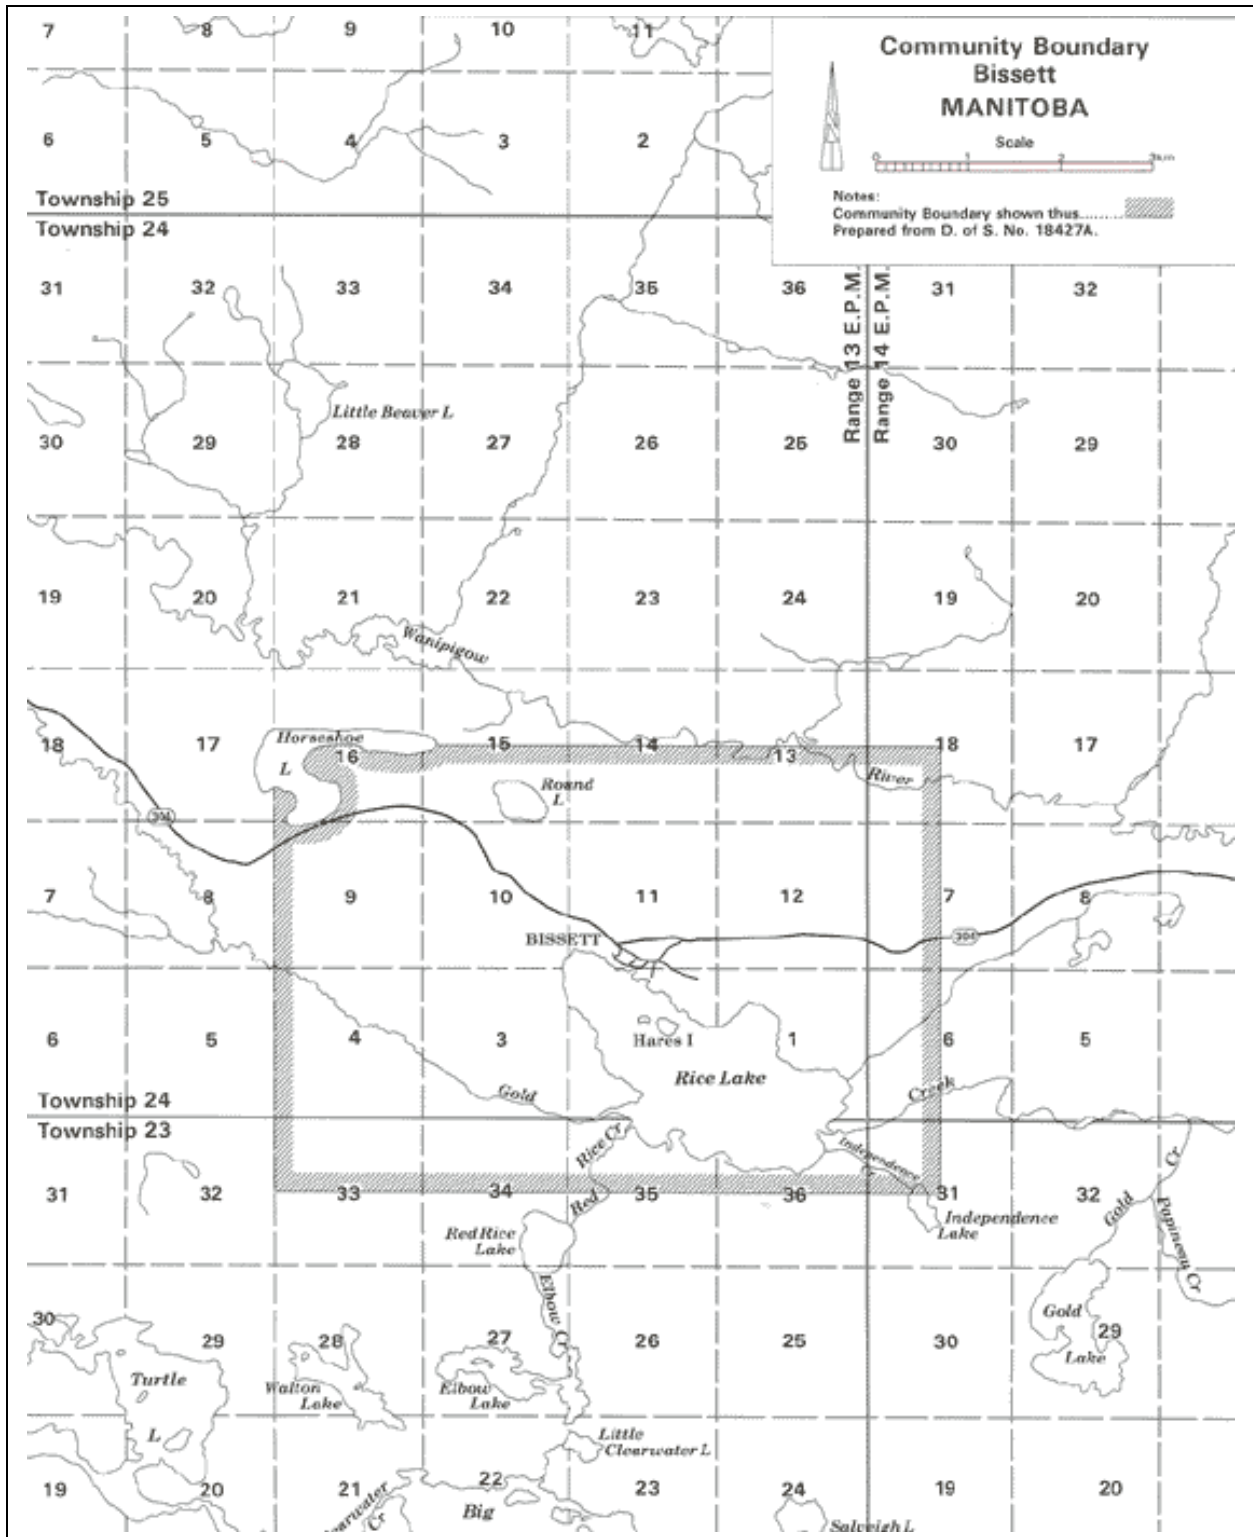 7 8 9 10 11
Community Boundary
Bissett
MANITOBA
Scale
0 1 2 3km
Notes:
Community Boundary shown thus........
Prepared from D. of S. No. 18427A.
6 5 4 3 2
Township 25
Township 24
31 32 33 34 35 36 31 32
Range 13 E.P.M.
Range 14 E.P.M.
Little Beaver L
30 29 28 27 26 25 30 29
19 20 21 22 23 24 19 20
Wanipigow
River
18 17 16 15 14 13 18 17
Horseshoe
L
Round
L
304
7 8 9 10 11 12 7 8
BISSETT
304
6 5 4 3 1 6 5
Hares I
Rice Lake
Gold
Creek
Township 24
Township 23
Rice Cr
Red
Independence
Cr
31 32 33 34 35 36 31 32
Independence
Lake
Red Rice
Lake
Gold
Cr
Papineau Cr
Elbow Cr
30 29 28 27 26 25 30 29
Gold
Lake
Turtle
L
Walton
Lake
Elbow
Lake
Little
Clearwater L
19 20 21 22 23 24 19 20
earwater
Cr
Big
Salveigh L